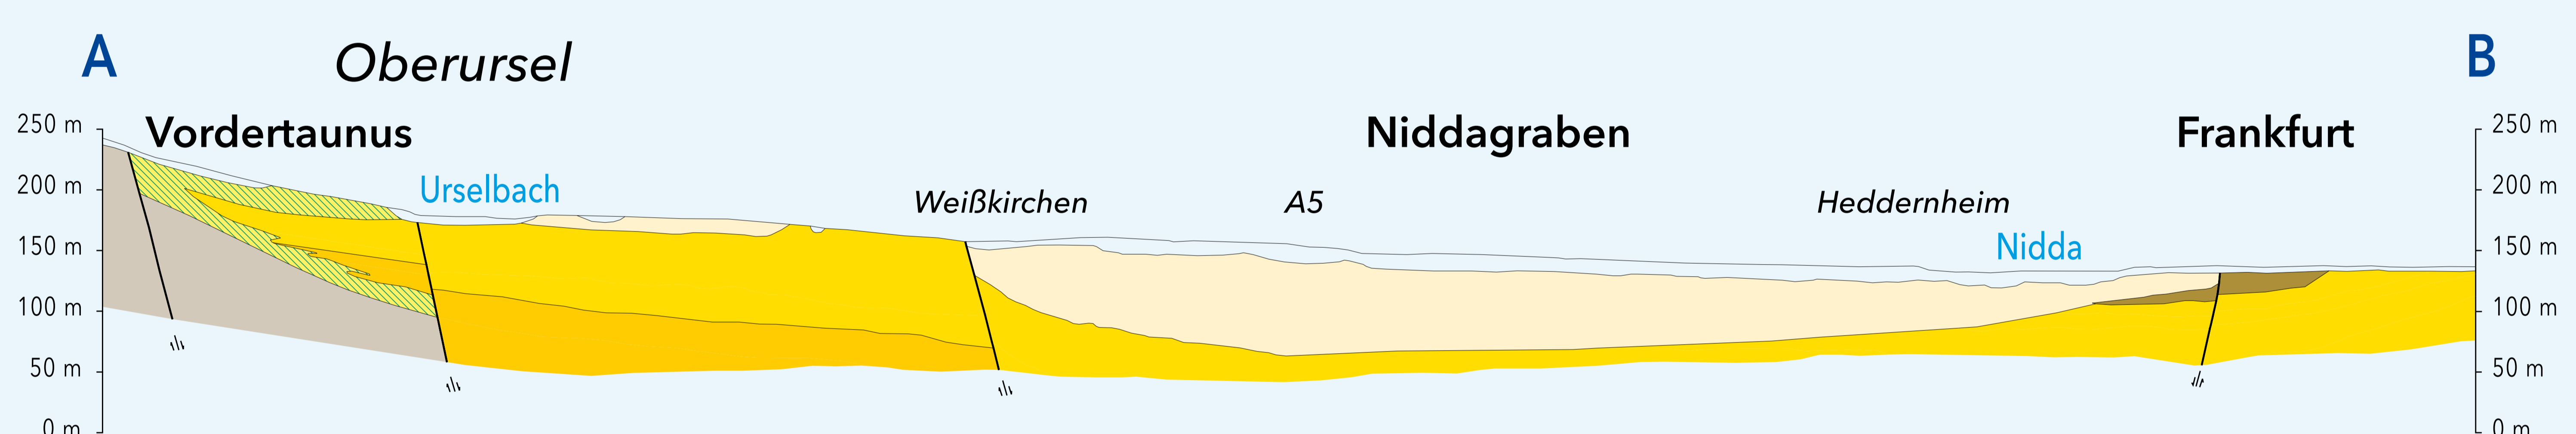 A
B
Oberursel
250 m
Vordertaunus
Niddagraben
Frankfurt
250 m
200 m
Urselbach
Weißkirchen
A5
Heddernheim
200 m
150 m
Nidda
150 m
100 m
100 m
50 m
50 m
0 m
0 m